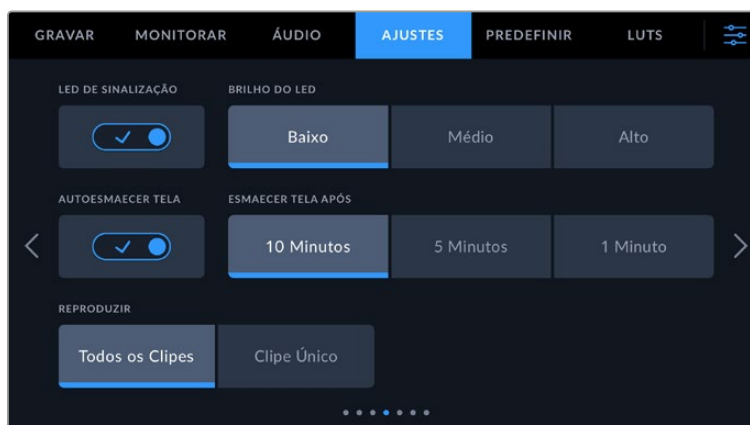 GRAVAR MONITORAR ÁUDIO AJUSTES PREDEFINIR LUTS
LED DE SINALIZAÇÃO BRILHO DO LED
Baixo Médio Alto
AUTOESMAECER TELA ESMAECER TELA APÓS
10 Minutos 5 Minutos 1 Minuto
REPRODUZIR
Todos os Clipes Clipe Único